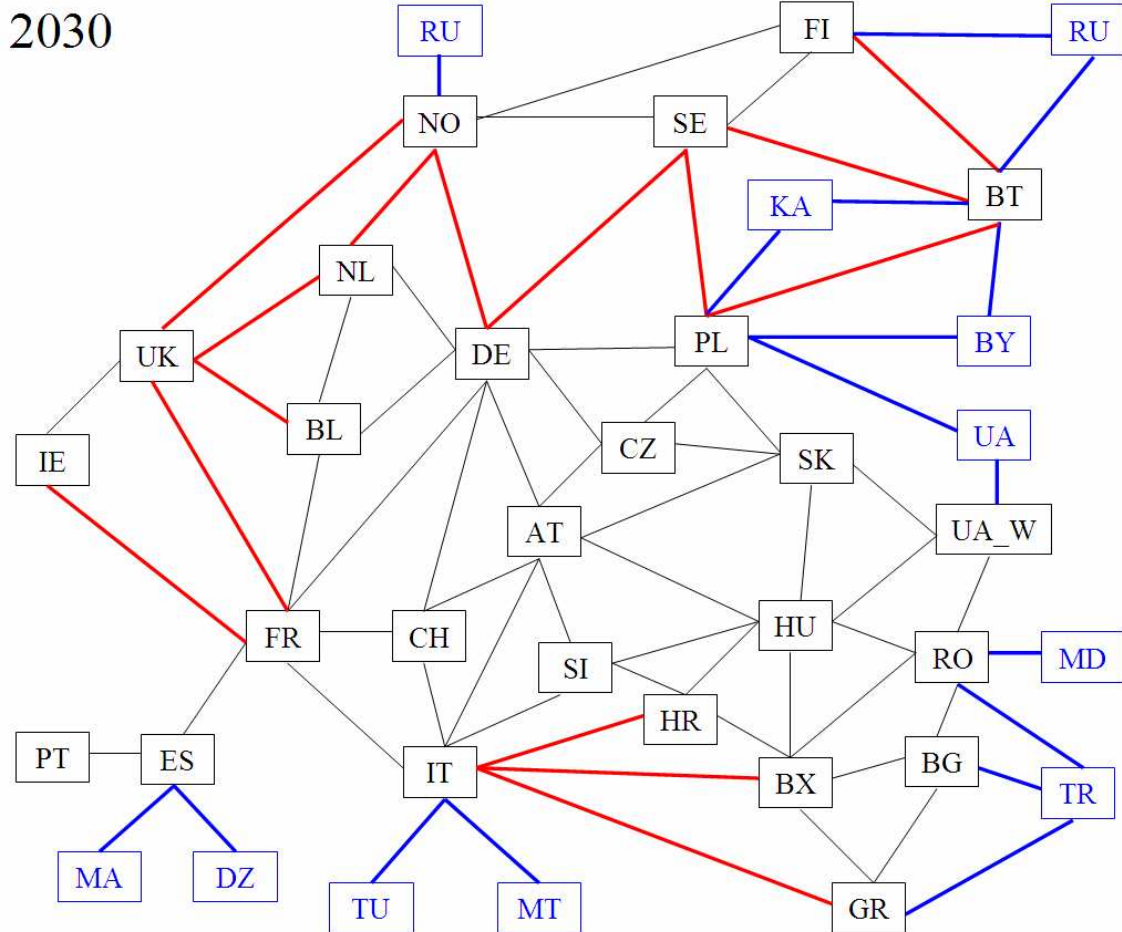 2030
RU
FI
RU
NO
SE
BT
KA
NL
UK
DE
PL
BY
BL
IE
CZ
SK
UA
AT
UA_W
FR
CH
HU
SI
RO
MD
HR
PT
ES
IT
BX
BG
TR
MA
DZ
TU
MT
GR